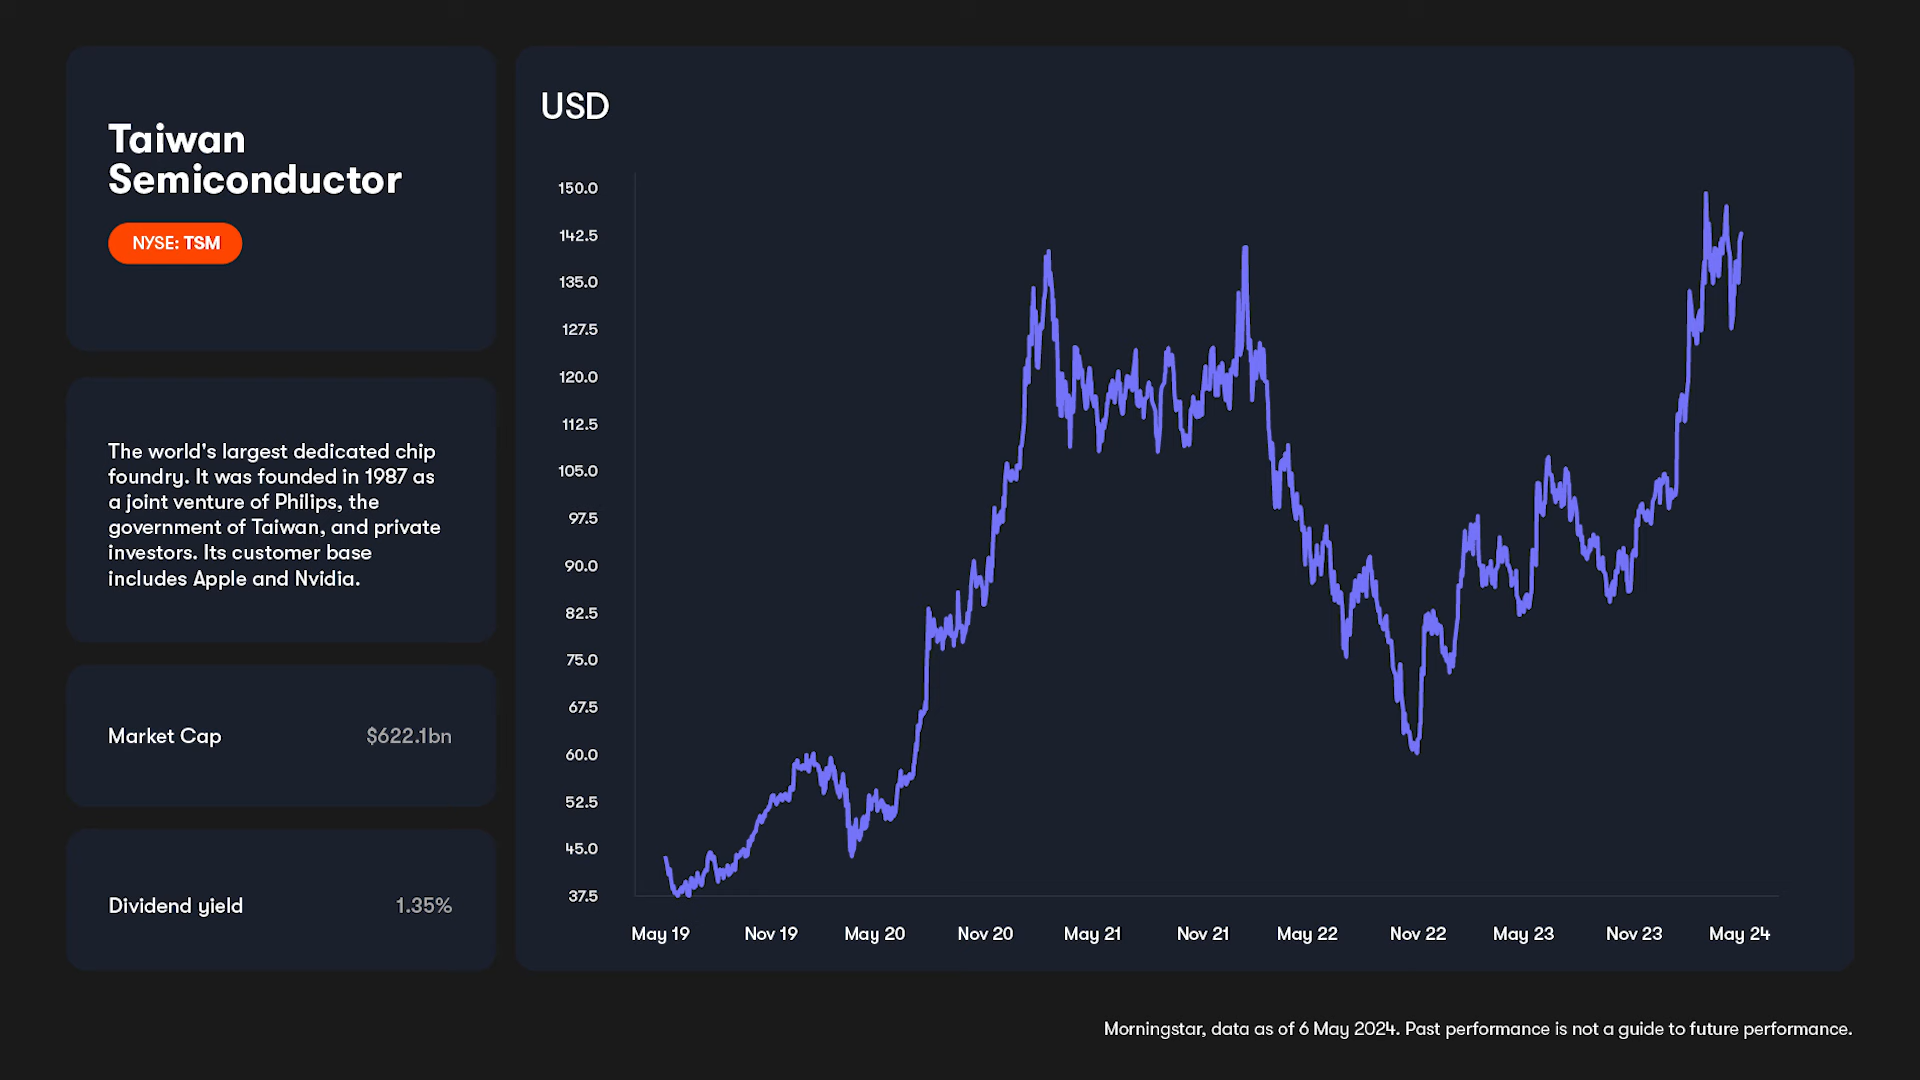 Taiwan
Semiconductor
NYSE: TSM
The world's largest dedicated chip
foundry. It was founded in 1987 as
a joint venture of Philips, the
government of Taiwan, and private
investors. Its customer base
includes Apple and Nvidia.
Market Cap $622.1bn
Dividend yield 1.35%
USD
150.0
142.5
135.0
127.5
120.0
112.5
105.0
97.5
90.0
82.5
75.0
67.5
60.0
52.5
45.0
37.5
May 19 Nov 19 May 20 Nov 20 May 21 Nov 21 May 22 Nov 22 May 23 Nov 23 May 24
Morningstar, data as of 6 May 2024. Past performance is not a guide to future performance.